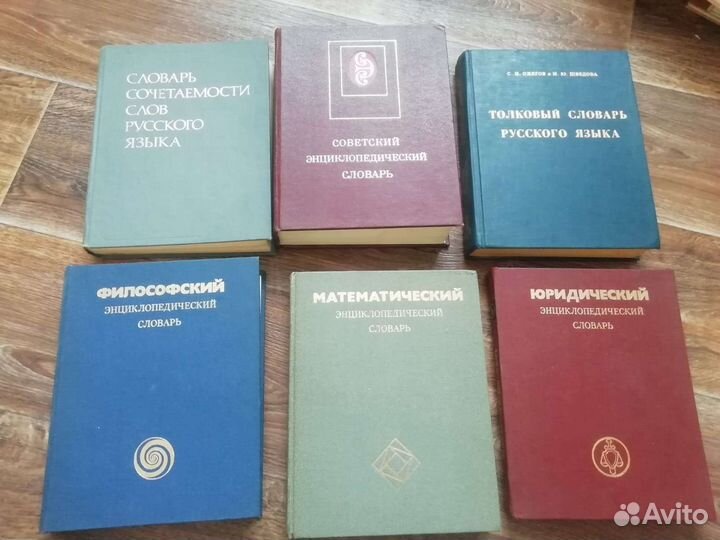 СЛОВАРЬ
СОЧЕТАЕМОСТИ
СЛОВ
РУССКОГО
ЯЗЫКА
СОВЕТСКИЙ
ЭНЦИКЛОПЕДИЧЕСКИЙ
СЛОВАРЬ
С. И. ОЖЕГОВ и Н. Ю. ШВЕДОВА
ТОЛКОВЫЙ СЛОВАРЬ
РУССКОГО ЯЗЫКА
ФИЛОСОФСКИЙ
ЭНЦИКЛОПЕДИЧЕСКИЙ
СЛОВАРЬ
МАТЕМАТИЧЕСКИЙ
ЭНЦИКЛОПЕДИЧЕСКИЙ
СЛОВАРЬ
ЮРИДИЧЕСКИЙ
ЭНЦИКЛОПЕДИЧЕСКИЙ
СЛОВАРЬ
Avito